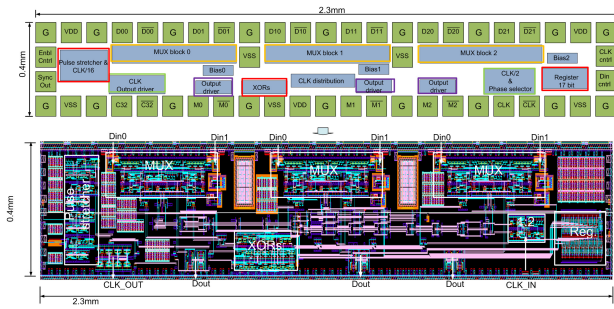 2.3mm
G VDD G D00 D00 G D01 D01 G D10 D10 G D11 D11 G D20 D20 G D21 D21 G VDD G
0.4mm
Enbl Cntrl
Pulse stretcher & CLK/16
MUX block 0
VSS
MUX block 1
VSS
MUX block 2
Bias2
CLK cntrl
Bias0
Bias1
Sync Out
CLK Output driver
Output driver
XORs
CLK distribution
Output driver
Output driver
CLK/2 & Phase selector
Register 17 bit
Din cntrl
G VSS G C32 C32 G M0 M0 G VSS G G M1 M1 G M2 M2 G CLK CLK G VSS G
Din0 Din1 Din0 Din1 Din0 Din1
MUX MUX MUX
0.4mm
Pulse stretcher
XORs
Reg.
CLK_OUT Dout Dout Dout CLK_IN
2.3mm